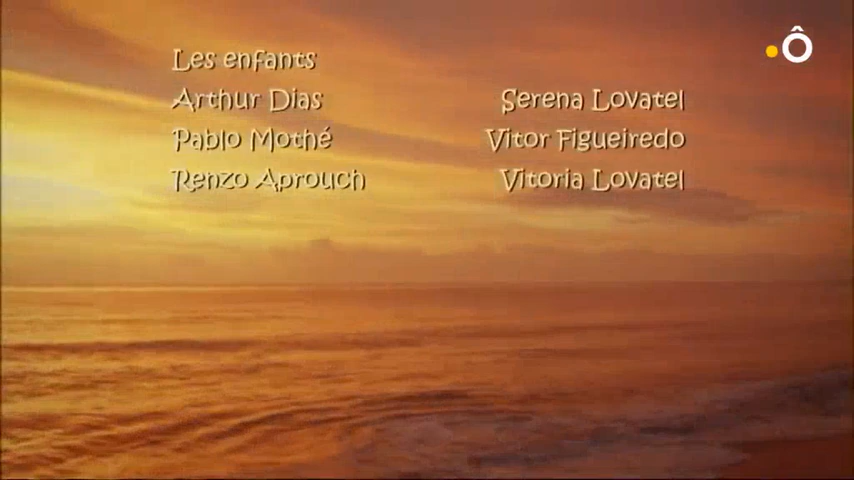 Les enfants
Arthur Dias Serena Lovatel
Pablo Mothé Vitor Figueiredo
Renzo Aprouch Vitoria Lovatel
Ô